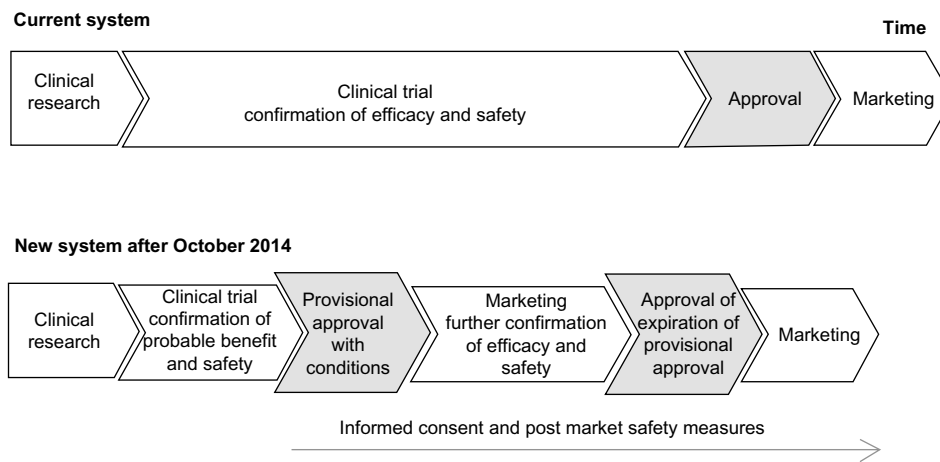 Current system
Time
Clinical
research
Clinical trial
confirmation of efficacy and safety
Approval
Marketing
New system after October 2014
Clinical
research
Clinical trial
confirmation of
probable benefit
and safety
Provisional
approval
with
conditions
Marketing
further confirmation
of efficacy and
safety
Approval of
expiration of
provisional
approval
Marketing
Informed consent and post market safety measures